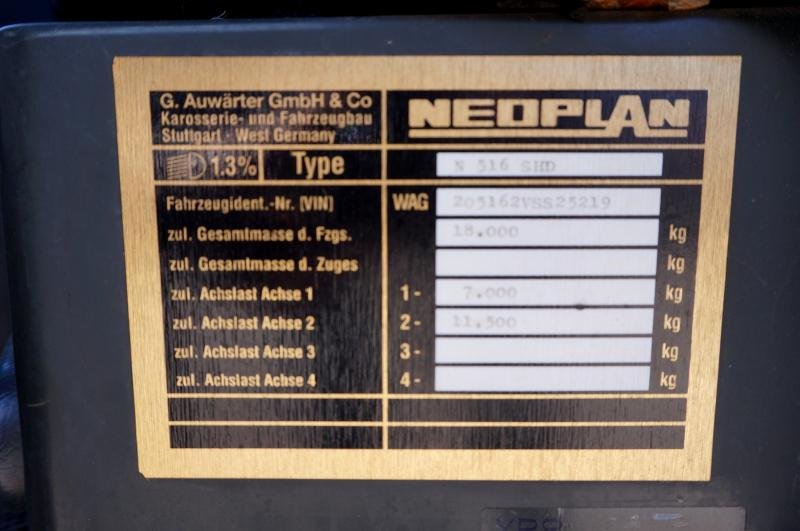 G. Auwärter GmbH & Co
Karosserie- und Fahrzeugbau
Stuttgart - West Germany
NEOPLAN
1.3% Type N 316 SHD
Fahrzeugident.-Nr. (VIN) WAG 203162VSS25219
zul. Gesamtmasse d. Fzgs. 18.000 kg
zul. Gesamtmasse d. Zuges kg
zul. Achslast Achse 1 1- 7.000 kg
zul. Achslast Achse 2 2- 11.500 kg
zul. Achslast Achse 3 3- kg
zul. Achslast Achse 4 4- kg